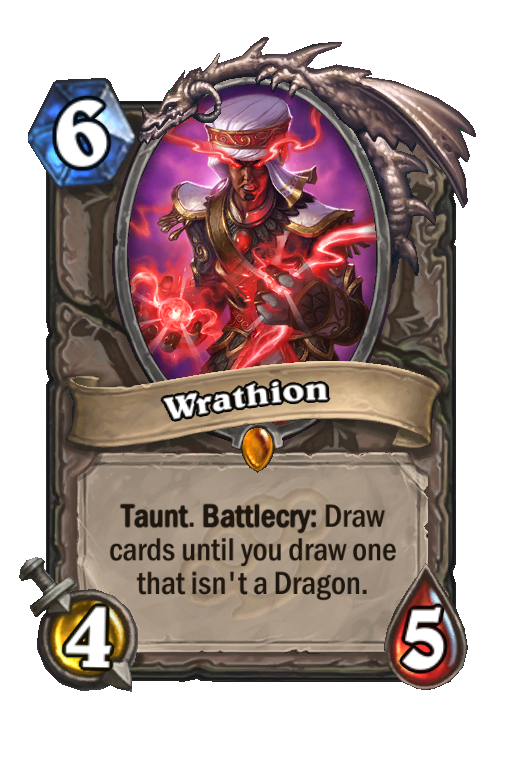 6
Wrathion
Taunt. Battlecry: Draw
cards until you draw one
that isn't a Dragon.
4
5